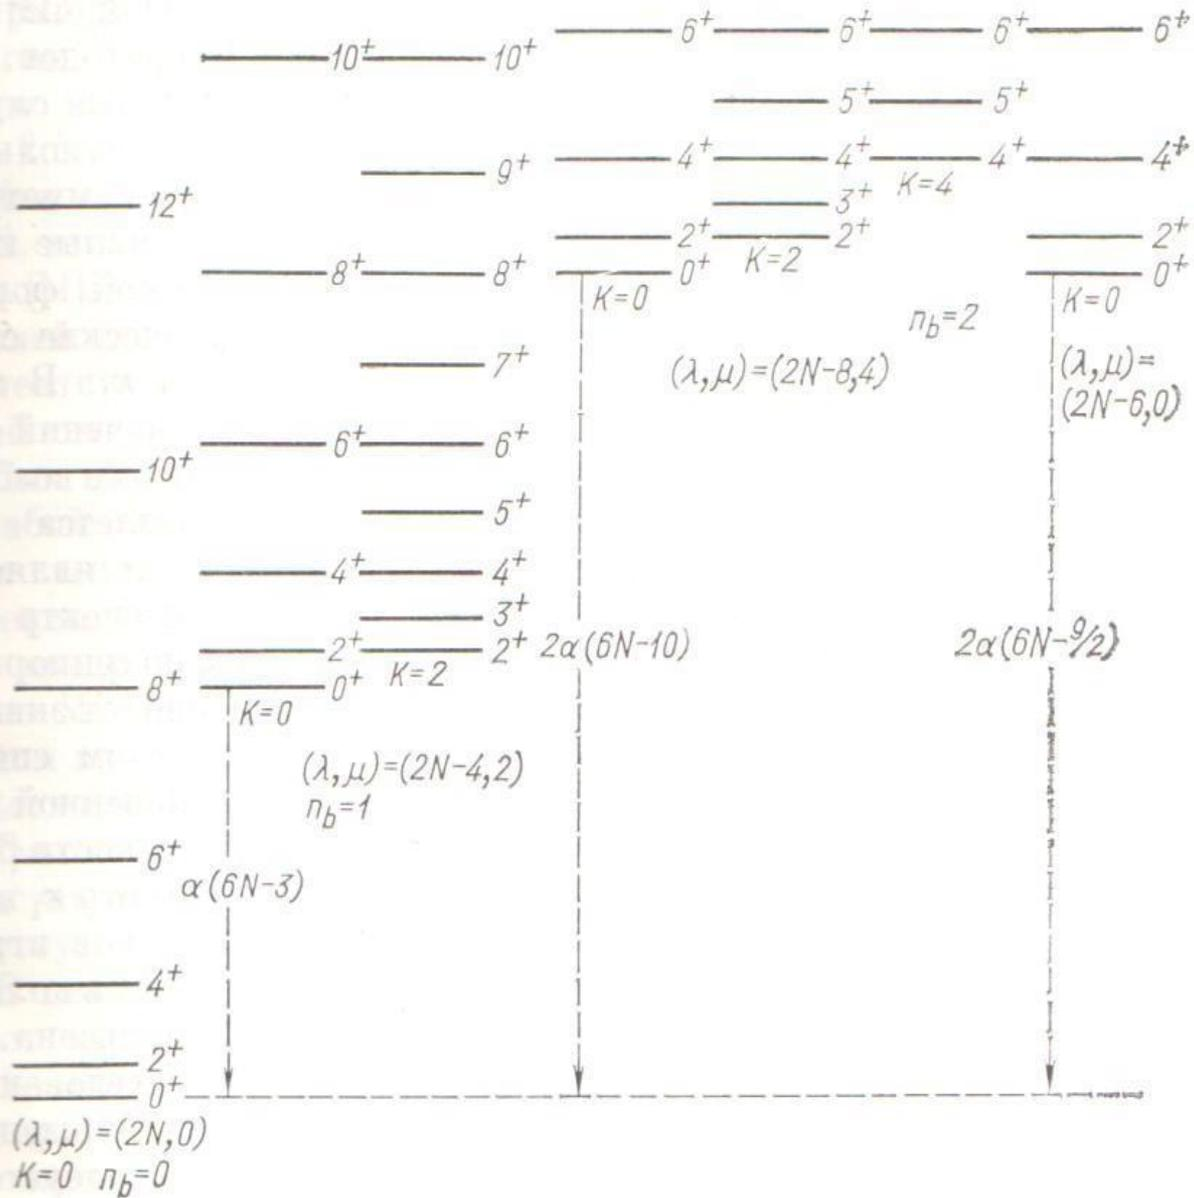 12⁺
10⁺
8⁺
6⁺
4⁺
2⁺
0⁺
(λ,μ)=(2N,0)
K=0 n_b=0
10⁺
8⁺
6⁺
4⁺
2⁺
0⁺
K=0
α(6N-3)
10⁺
9⁺
8⁺
7⁺
6⁺
5⁺
4⁺
3⁺
2⁺
K=2
(λ,μ)=(2N-4,2)
n_b=1
6⁺
4⁺
2⁺
0⁺
K=0
2α(6N-10)
6⁺
5⁺
4⁺
3⁺
2⁺
K=2
6⁺
5⁺
4⁺
K=4
n_b=2
(λ,μ)=(2N-8,4)
6⁺
4⁺
2⁺
0⁺
K=0
(λ,μ)=
(2N-6,0)
2α(6N-9/2)